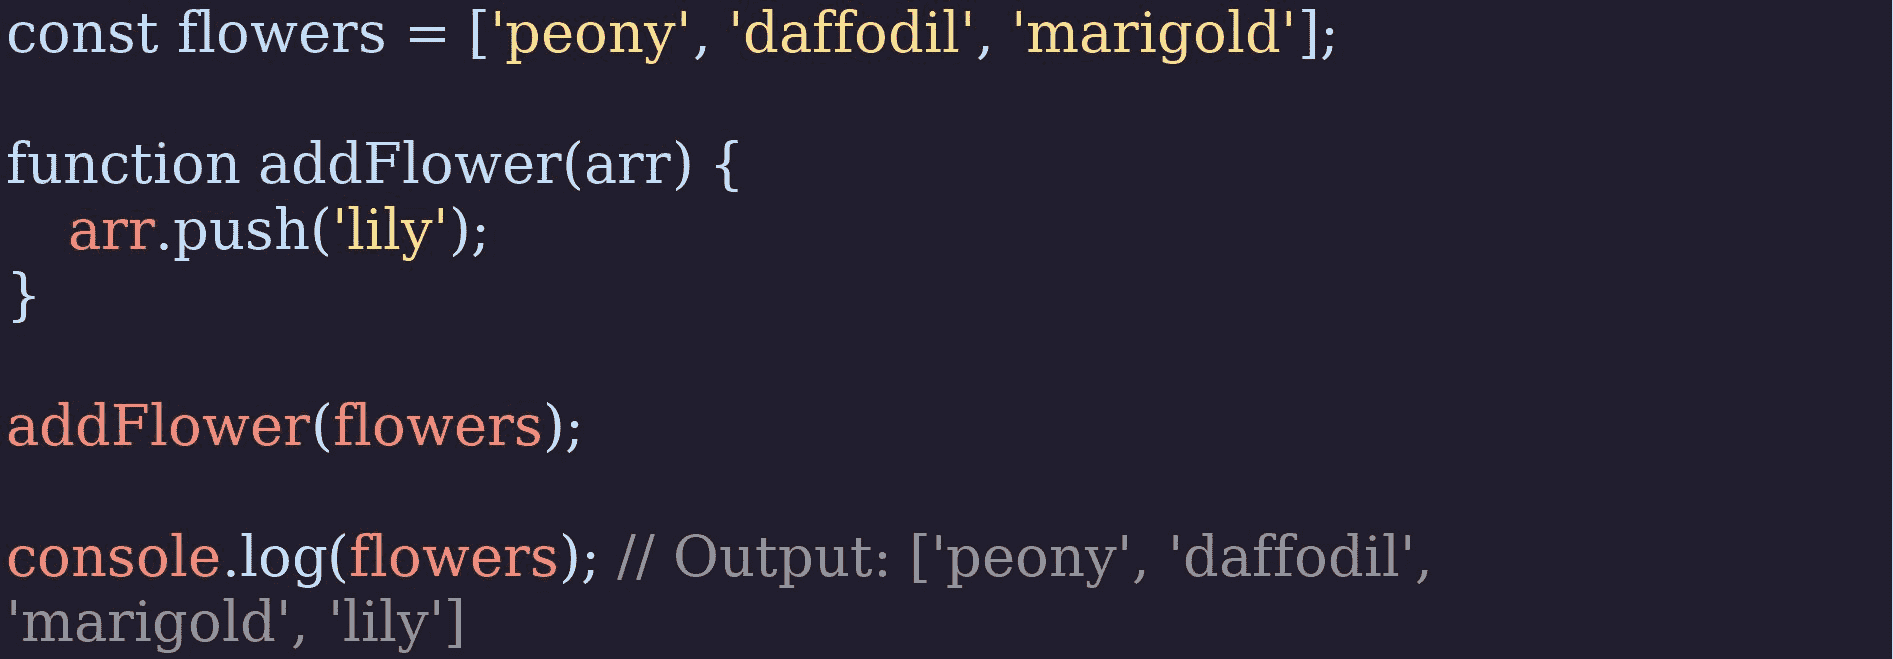 const flowers = ['peony', 'daffodil', 'marigold'];
function addFlower(arr) {
arr.push('lily');
}
addFlower(flowers);
console.log(flowers); // Output: ['peony', 'daffodil',
'marigold', 'lily']